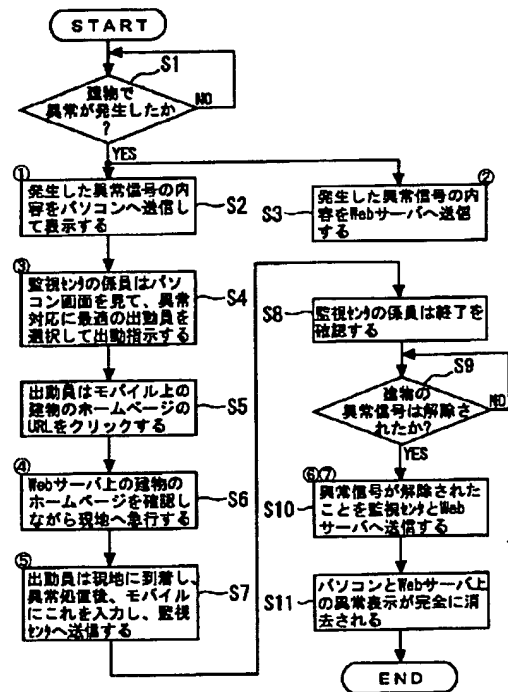 START
S1
建物で
異常が発生したか
?
NO
YES
①
発生した異常信号の内
容をパソコンへ送信し
て表示する
S2
②
発生した異常信号の内
容をWebサーバへ送信
する
S3
③
監視センタの係員はパソ
コン画面を見て、異常
対応に最適の出動員を
選択して出動指示する
S4
出動員はモバイル上の
建物のホームページの
URLをクリックする
S5
④
Webサーバ上の建物の
ホームページを確認し
ながら現地へ急行する
S6
⑤
出動員は現地に到着し、
異常処置後、モバイル
にこれを入力し、監視
センタへ送信する
S7
S8
監視センタの係員は終了を
確認する
S9
建物の
異常信号は解除され
たか?
NO
YES
⑥⑦
異常信号が解除された
ことを監視センタとWeb
サーバへ送信する
S10
パソコンとWebサーバ上
の異常表示が完全に消
去される
S11
END